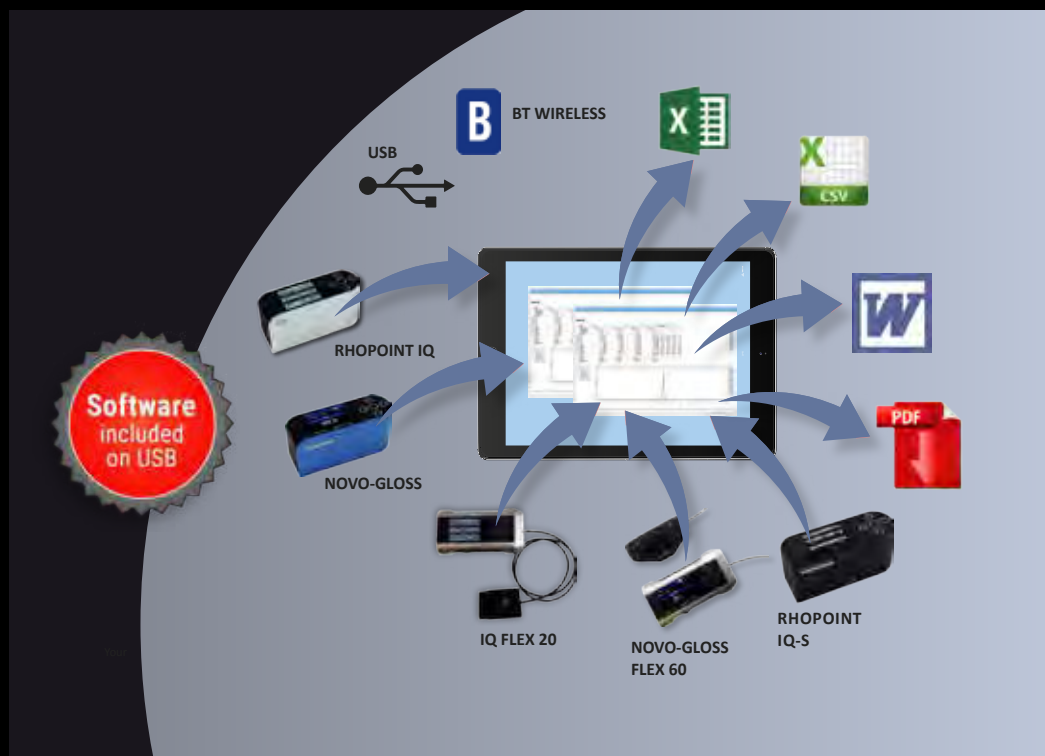 B
BT WIRELESS
X
USB
X
CSV
W
RHOPOINT IQ
Software
included
on USB
PDF
NOVO-GLOSS
IQ FLEX 20
RHOPOINT
IQ-S
NOVO-GLOSS
FLEX 60
Your